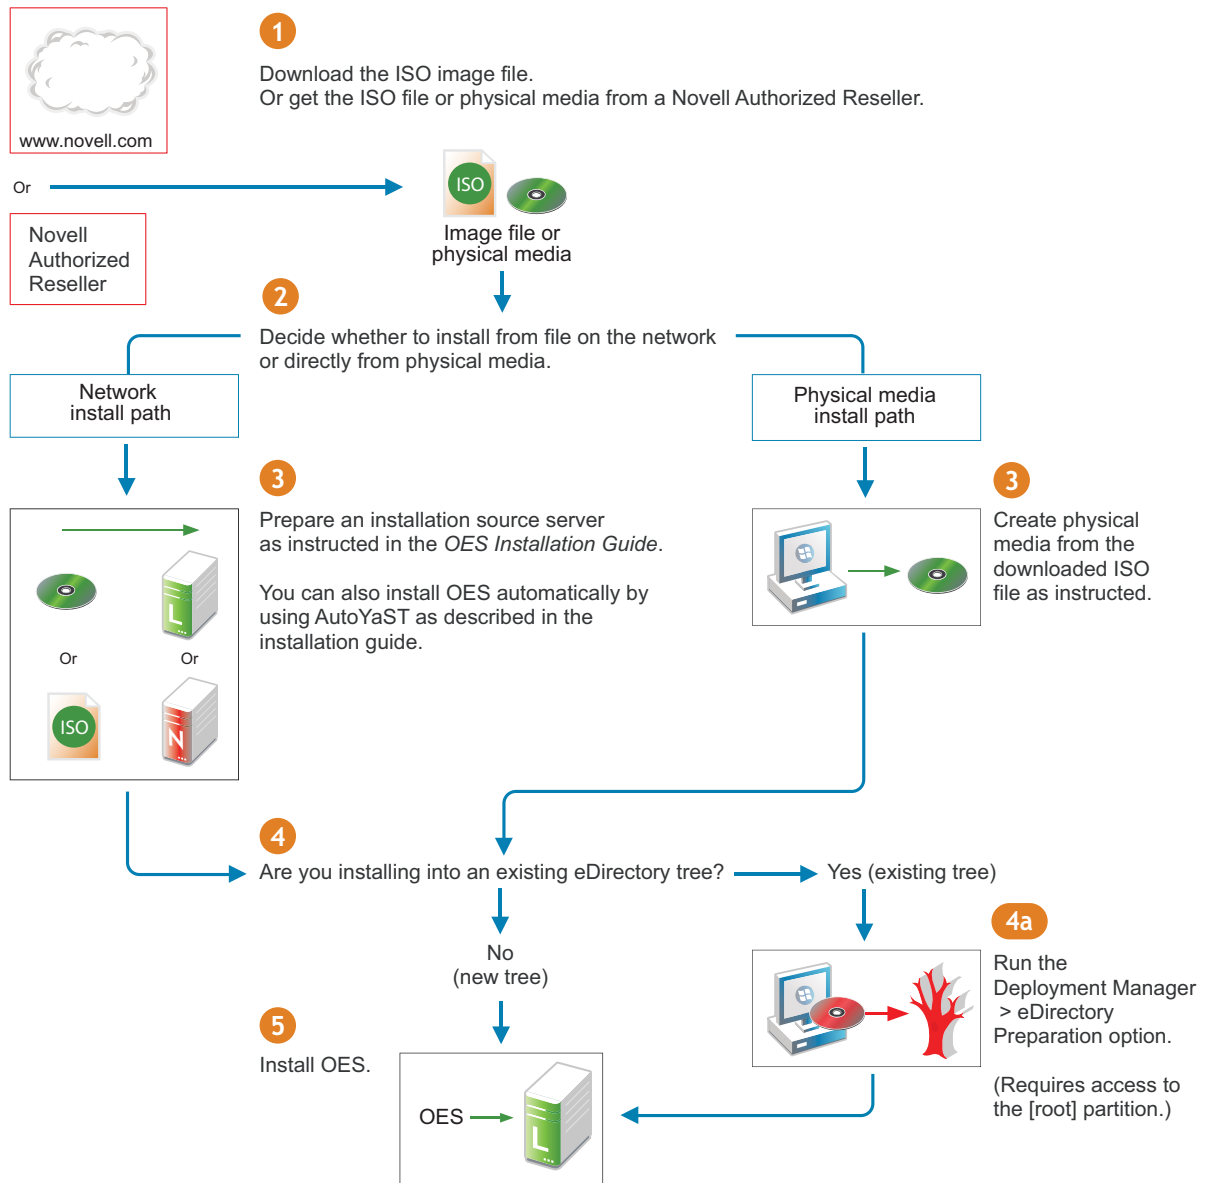 www.novell.com
1
Download the ISO image file.
Or get the ISO file or physical media from a Novell Authorized Reseller.
Or
Novell
Authorized
Reseller
ISO
Image file or
physical media
2
Decide whether to install from file on the network
or directly from physical media.
Network
install path
Physical media
install path
3
Prepare an installation source server
as instructed in the OES Installation Guide.
You can also install OES automatically by
using AutoYaST as described in the
installation guide.
L
Or
Or
ISO
N
3
Create physical
media from the
downloaded ISO
file as instructed.
4
Are you installing into an existing eDirectory tree?
Yes (existing tree)
No
(new tree)
4a
Run the
Deployment Manager
> eDirectory
Preparation option.
(Requires access to
the [root] partition.)
5
Install OES.
OES
L